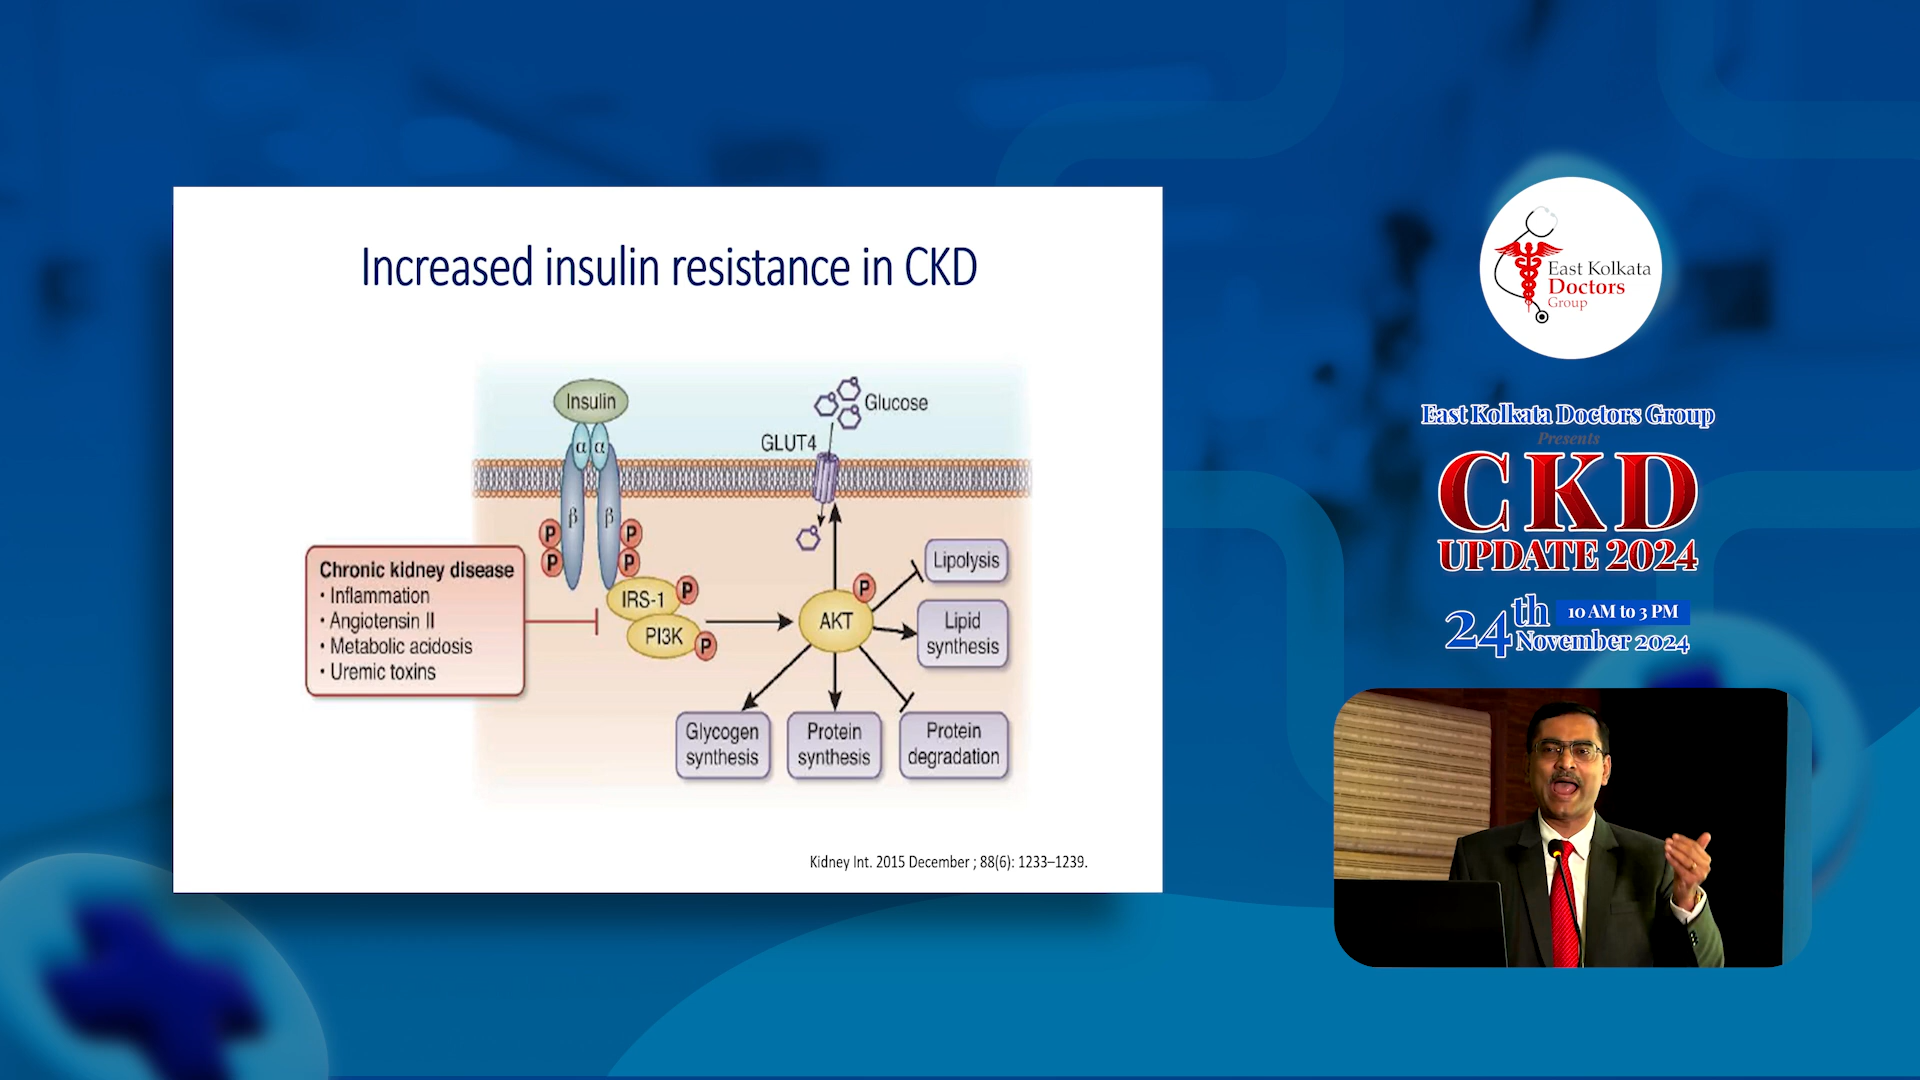 Increased insulin resistance in CKD
Insulin
α α
β β
P P
P P
Glucose
GLUT4
Chronic kidney disease
• Inflammation
• Angiotensin II
• Metabolic acidosis
• Uremic toxins
IRS-1 P
PI3K P
AKT P
Lipolysis
Lipid
synthesis
Glycogen
synthesis
Protein
synthesis
Protein
degradation
Kidney Int. 2015 December ; 88(6): 1233–1239.
East Kolkata
Doctors
Group
East Kolkata Doctors Group
Presents
CKD
UPDATE 2024
24th
10 AM to 3 PM
November 2024